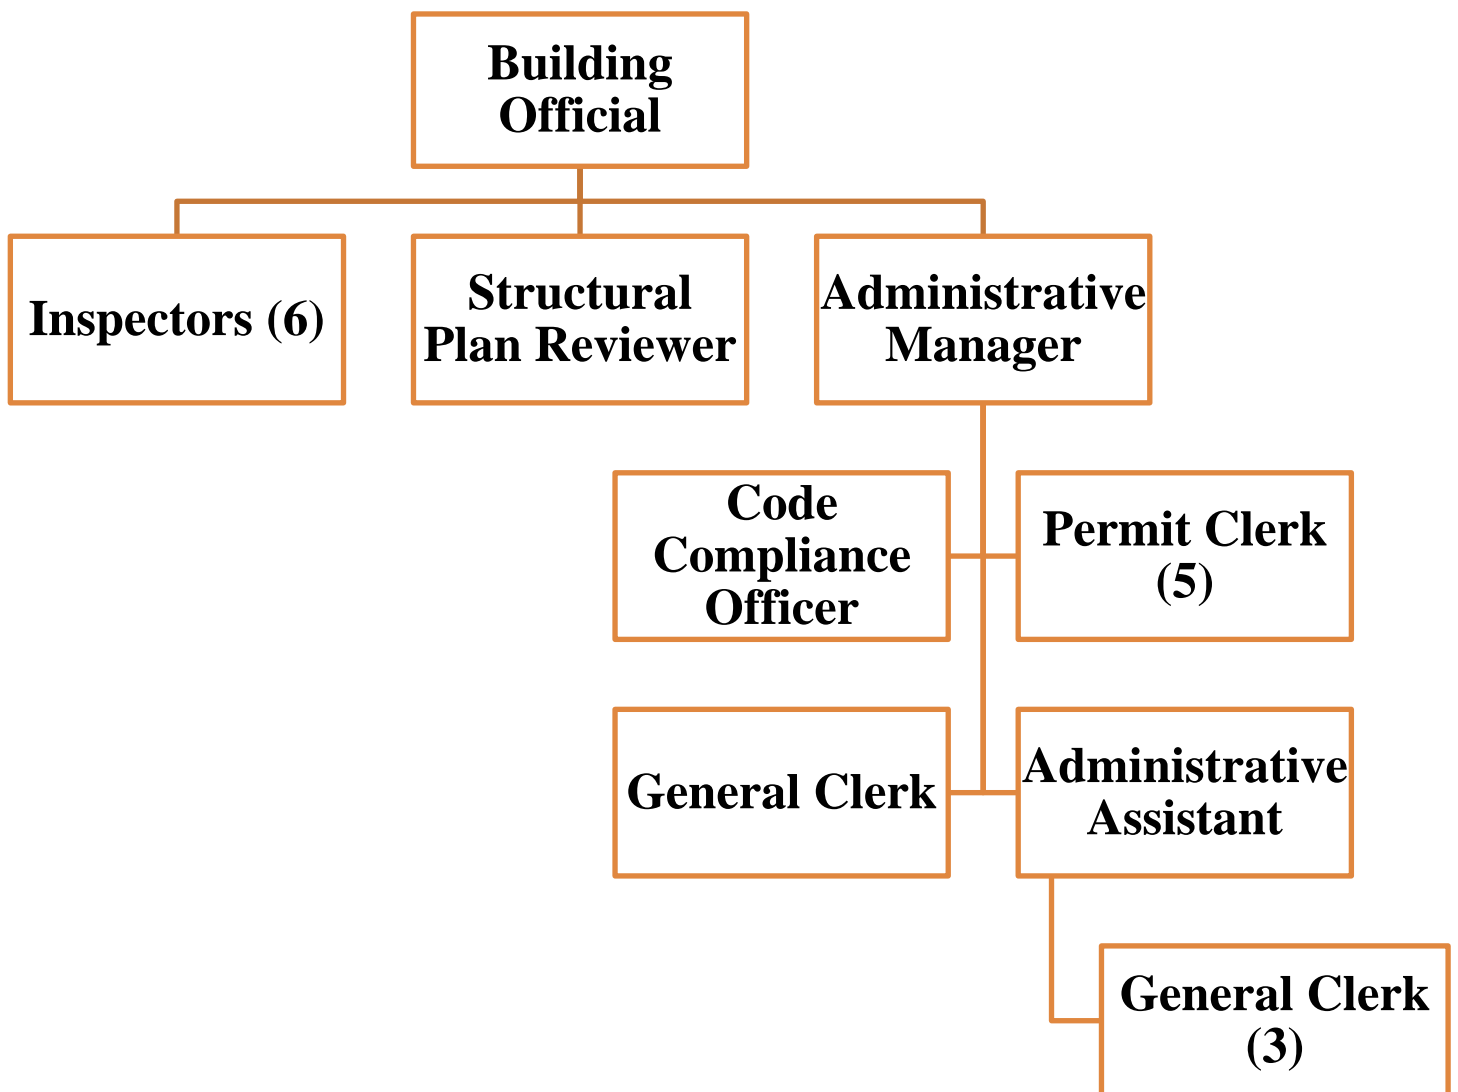 Building
Official
Inspectors (6)
Structural
Plan Reviewer
Administrative
Manager
Code
Compliance
Officer
Permit Clerk
(5)
General Clerk
Administrative
Assistant
General Clerk
(3)